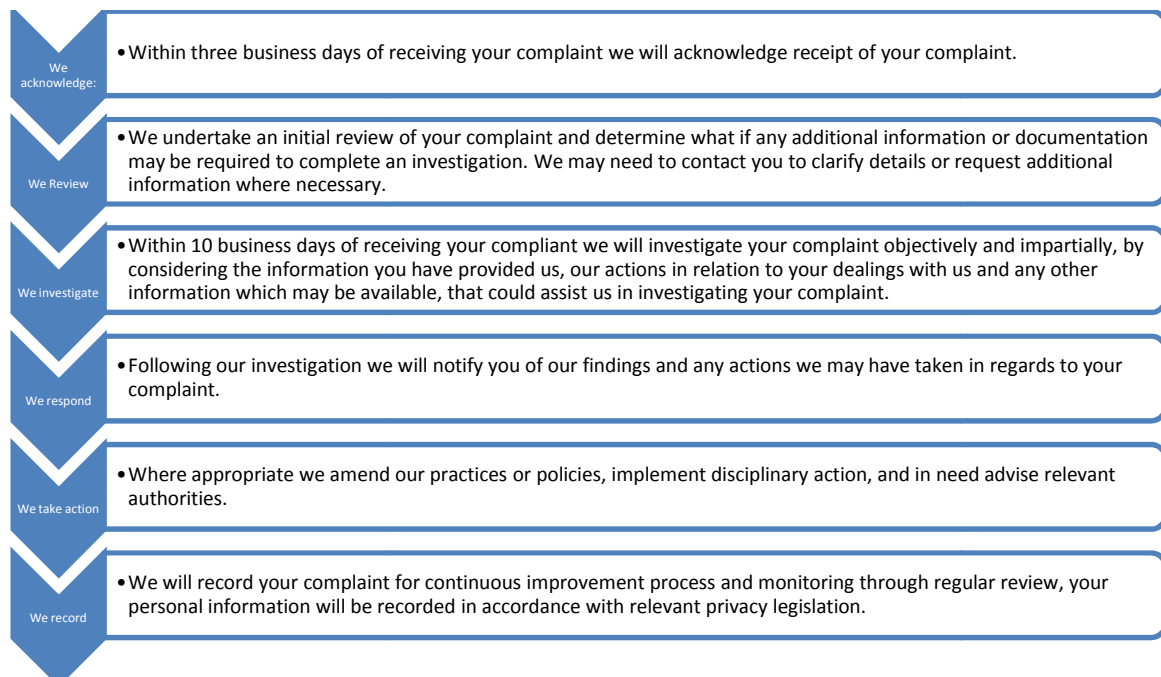 We
acknowledge:
•Within three business days of receiving your complaint we will acknowledge receipt of your complaint.
We Review
•We undertake an initial review of your complaint and determine what if any additional information or documentation
may be required to complete an investigation. We may need to contact you to clarify details or request additional
information where necessary.
We investigate
•Within 10 business days of receiving your compliant we will investigate your complaint objectively and impartially, by
considering the information you have provided us, our actions in relation to your dealings with us and any other
information which may be available, that could assist us in investigating your complaint.
We respond
•Following our investigation we will notify you of our findings and any actions we may have taken in regards to your
complaint.
We take action
•Where appropriate we amend our practices or policies, implement disciplinary action, and in need advise relevant
authorities.
We record
•We will record your complaint for continuous improvement process and monitoring through regular review, your
personal information will be recorded in accordance with relevant privacy legislation.